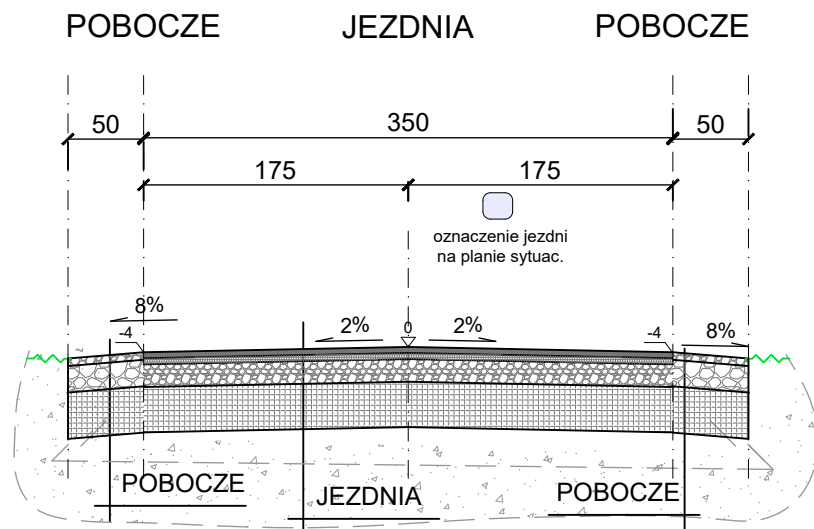 POBOCZE JEZDNIA POBOCZE
50 350 50
175 175
oznaczenie jezdni
na planie sytuac.
8%
-4 2% 0 2% -4 8%
POBOCZE JEZDNIA POBOCZE